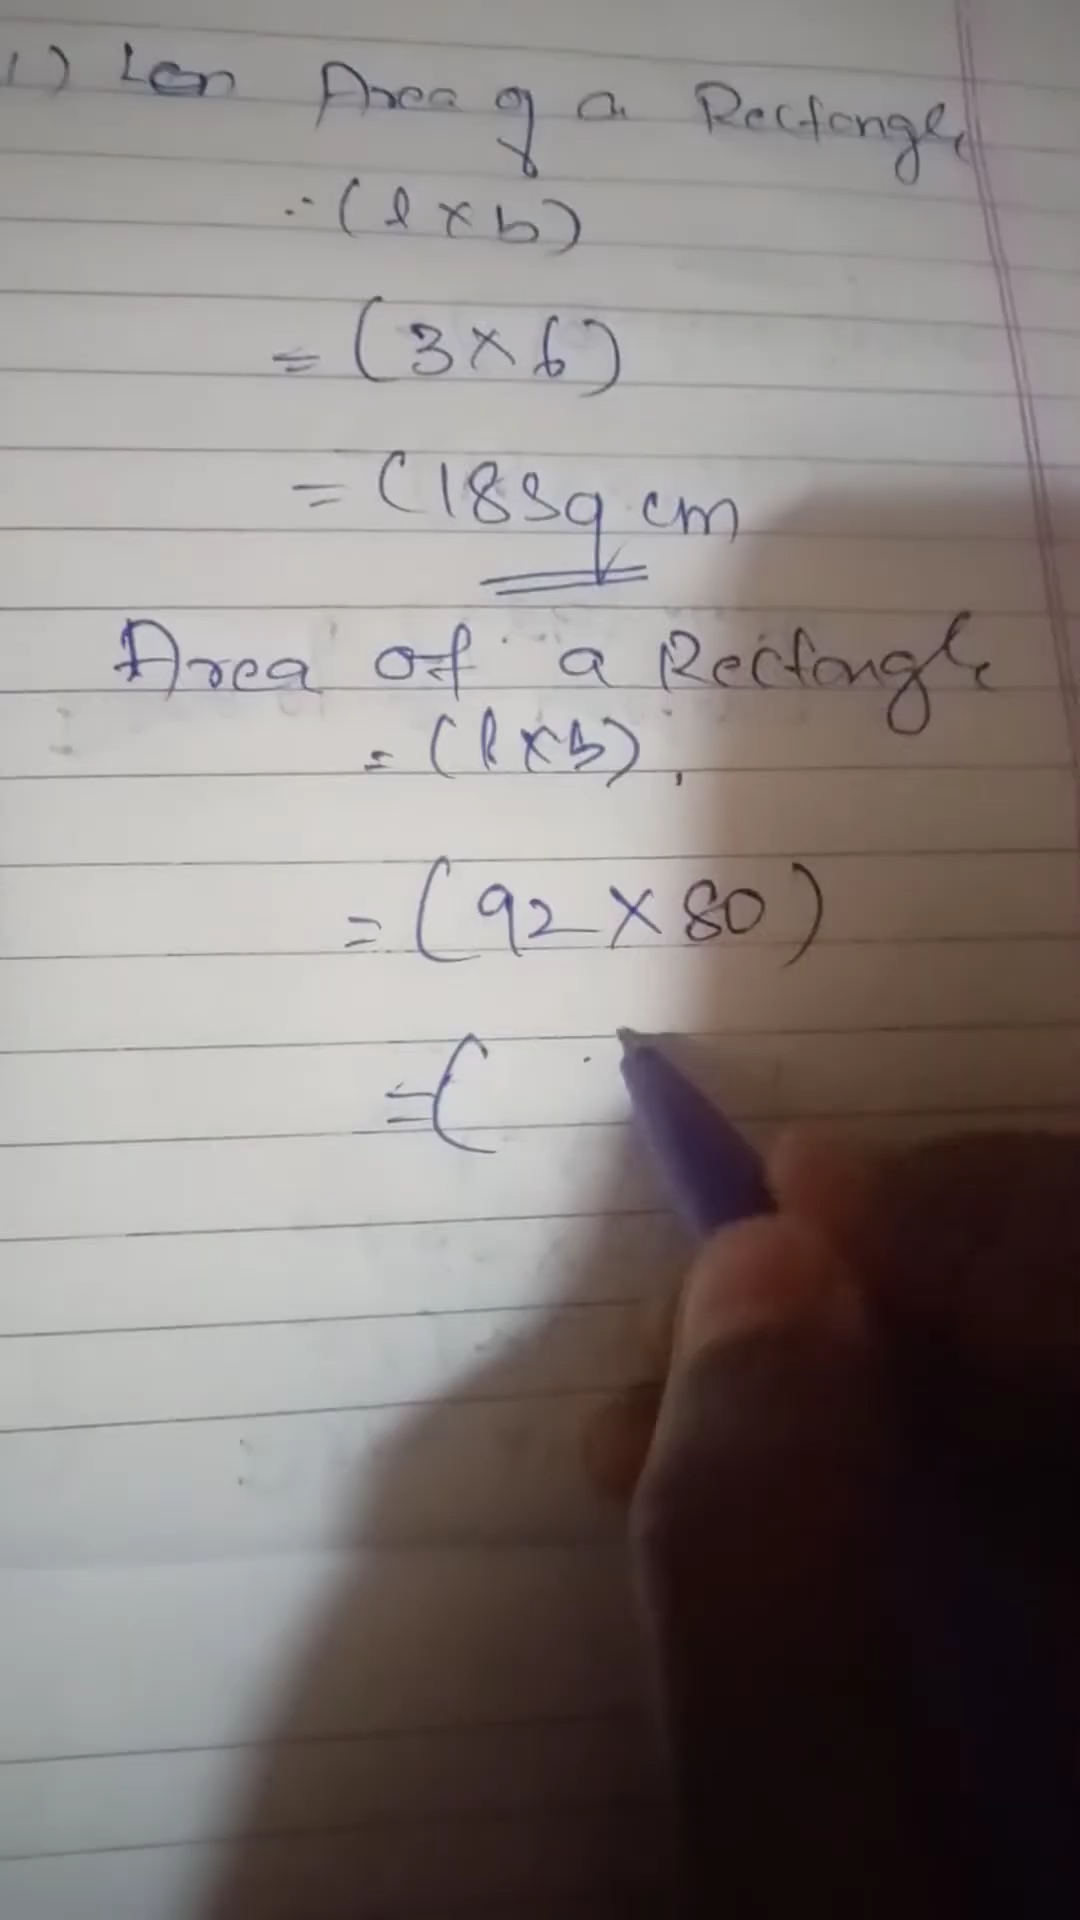 1) Len Area of a Rectangle
∴ (l × b)
= (3 × 6)
= (18 Sq cm
Area of a Rectangle
= (l × b).
= (92 × 80)
= (